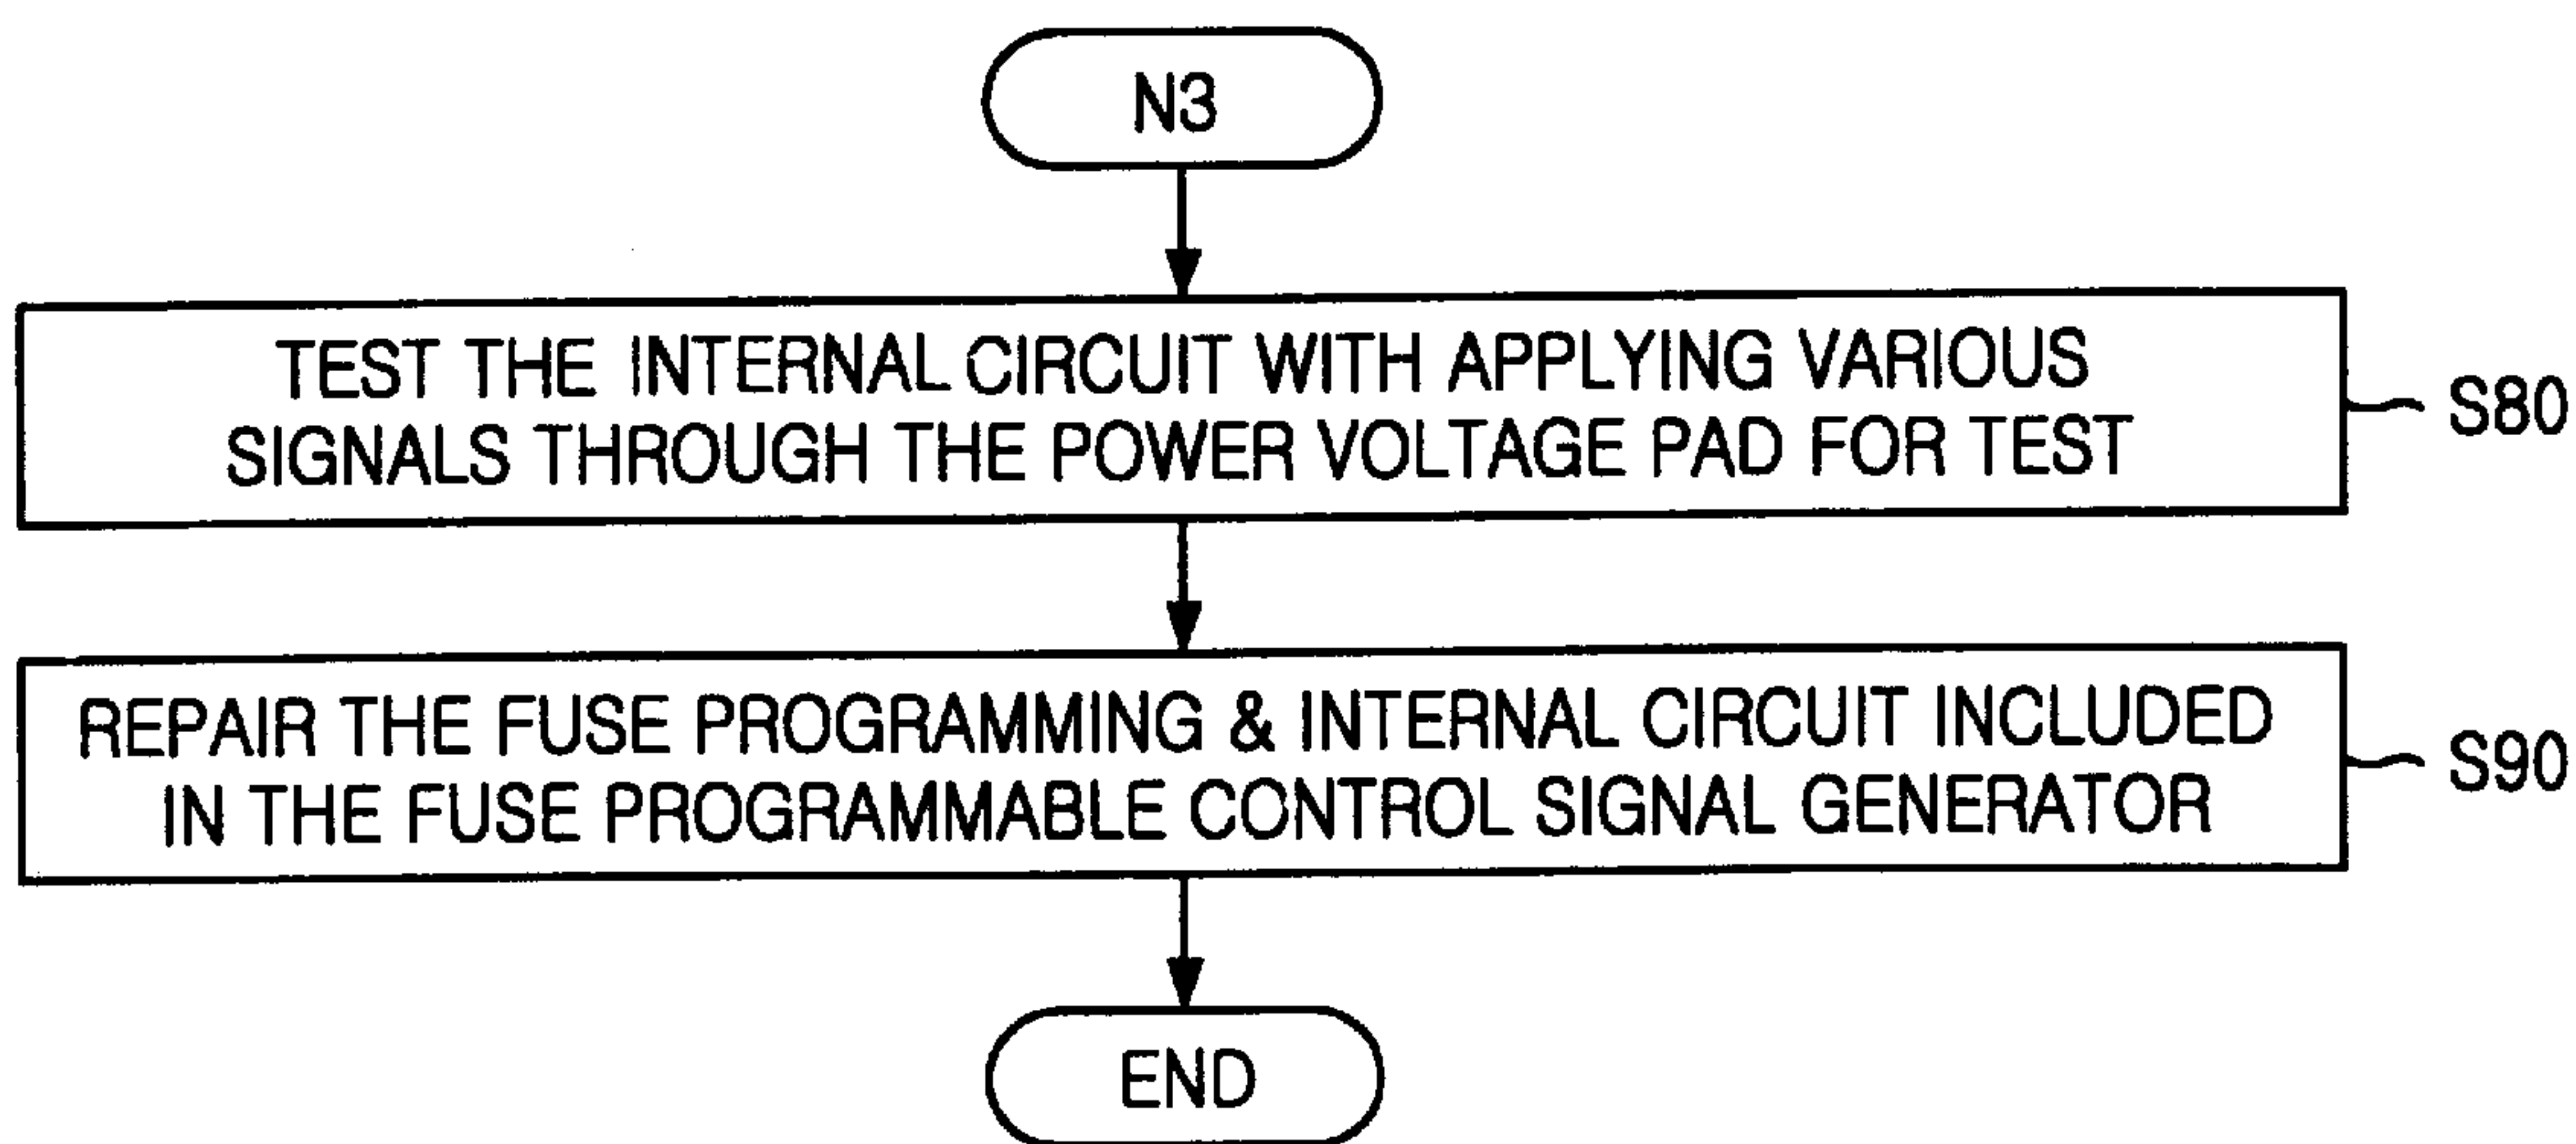 N3
TEST THE INTERNAL CIRCUIT WITH APPLYING VARIOUS
SIGNALS THROUGH THE POWER VOLTAGE PAD FOR TEST
S80
REPAIR THE FUSE PROGRAMMING & INTERNAL CIRCUIT INCLUDED
IN THE FUSE PROGRAMMABLE CONTROL SIGNAL GENERATOR
S90
END